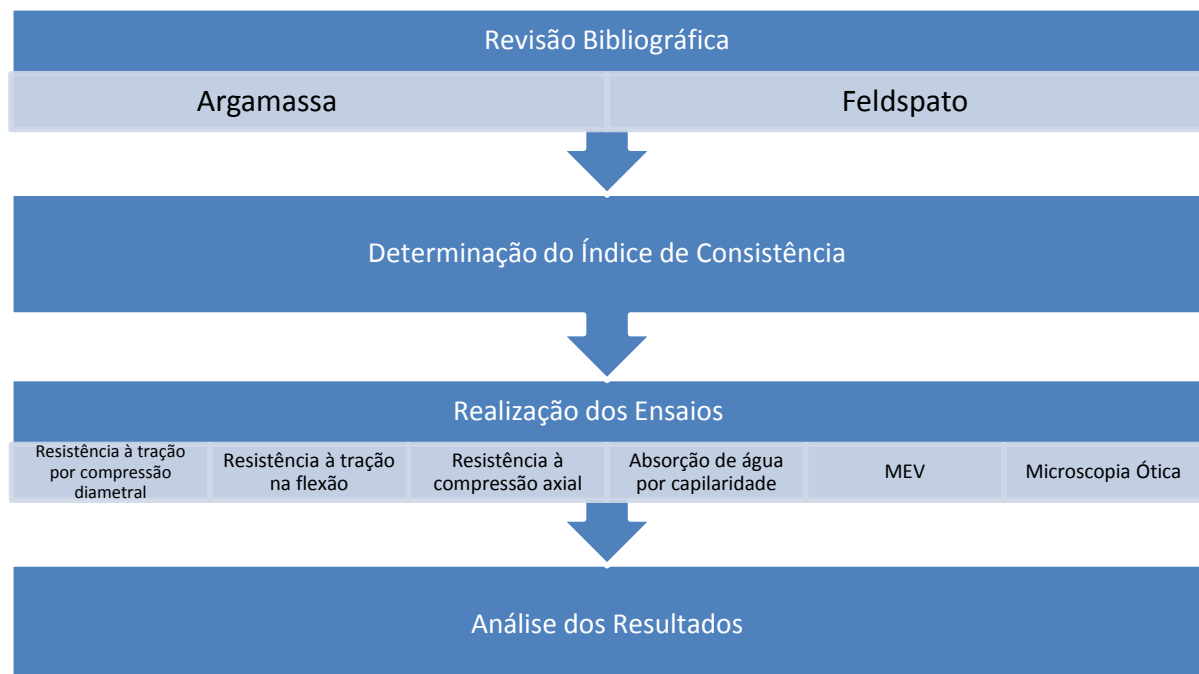 Revisão Bibliográfica
Argamassa
Feldspato
Determinação do Índice de Consistência
Realização dos Ensaios
Resistência à tração
por compressão
diametral
Resistência à tração
na flexão
Resistência à
compressão axial
Absorção de água
por capilaridade
MEV
Microscopia Ótica
Análise dos Resultados